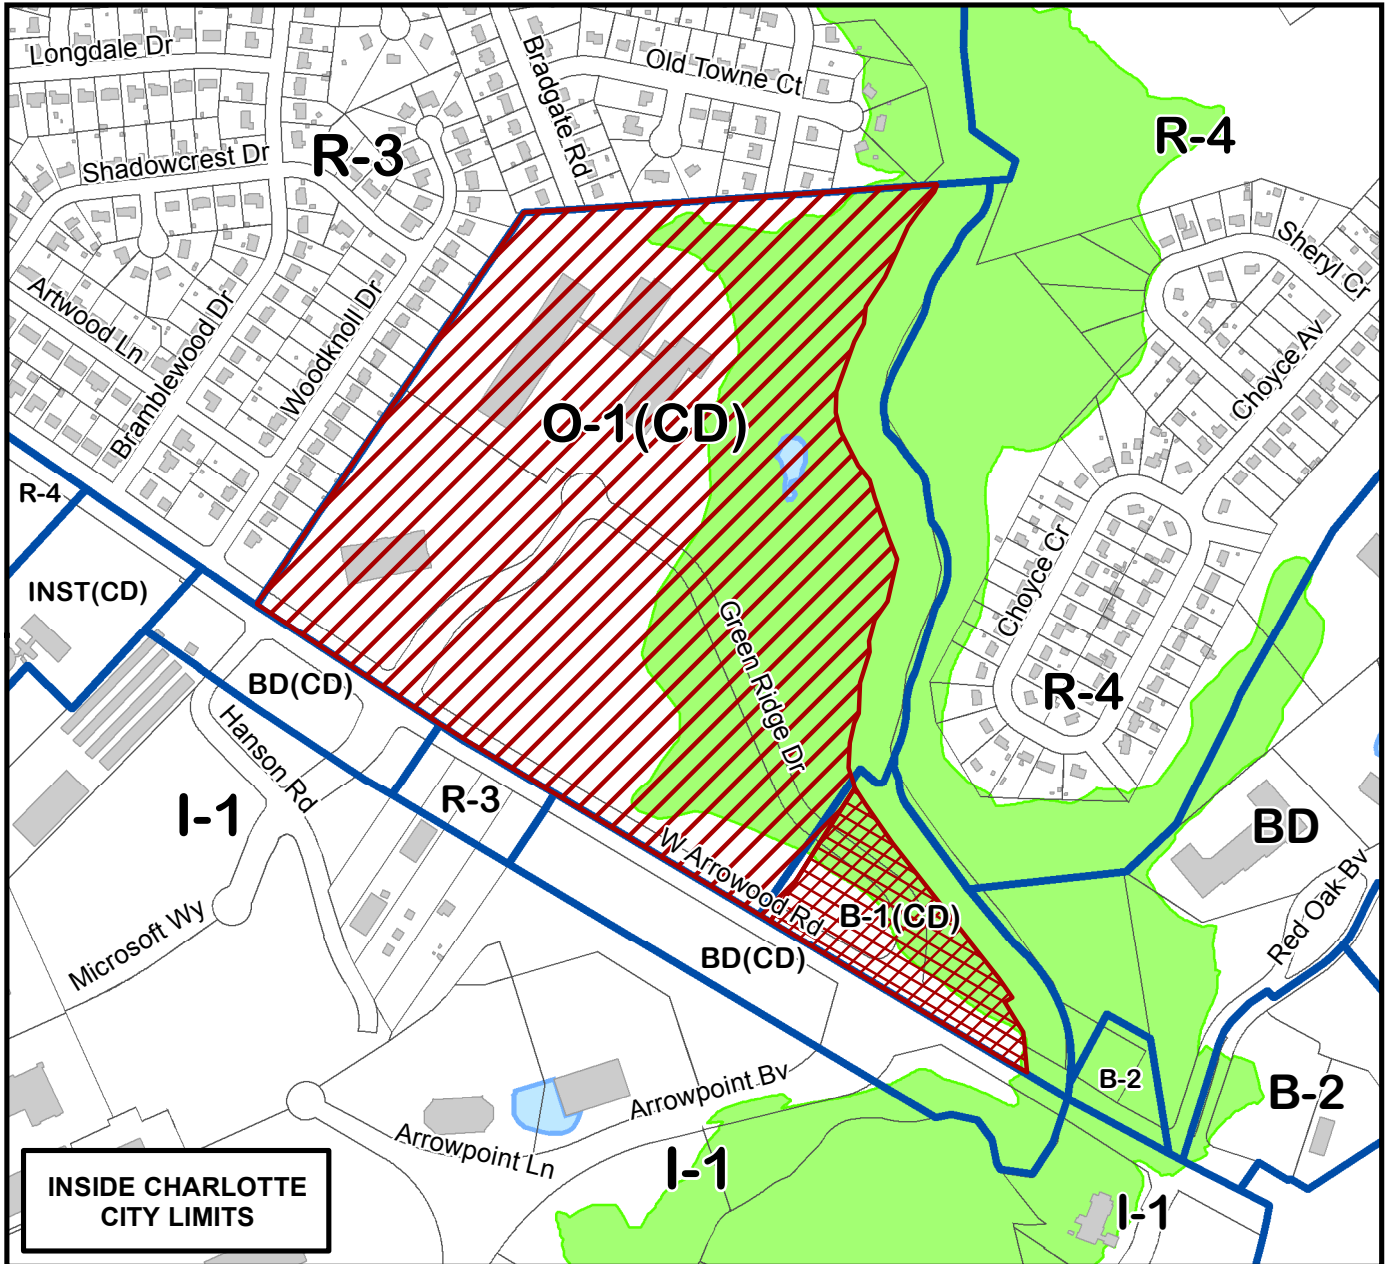 Longdale Dr
Bradgate Rd
Old Towne Ct
R-3
R-4
Shadowcrest Dr
Sheryl Cr
Artwood Ln
Bramblewood Dr
Woodknoll Dr
Choyce Av
O-1(CD)
R-4
INST(CD)
Choyce Cr
Green Ridge Dr
R-4
BD(CD)
Hanson Rd
R-3
I-1
BD
W Arrowood Rd
B-1(CD)
Red Oak Bv
Microsoft Wy
BD(CD)
Arrowpoint Bv
B-2
B-2
Arrowpoint Ln
I-1
I-1
INSIDE CHARLOTTE
CITY LIMITS